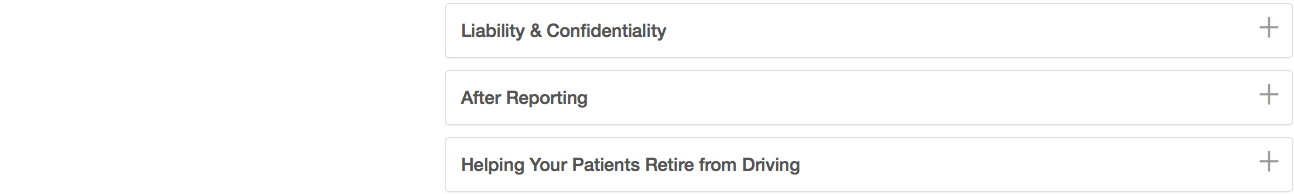 Liability & Confidentiality
After Reporting
Helping Your Patients Retire from Driving